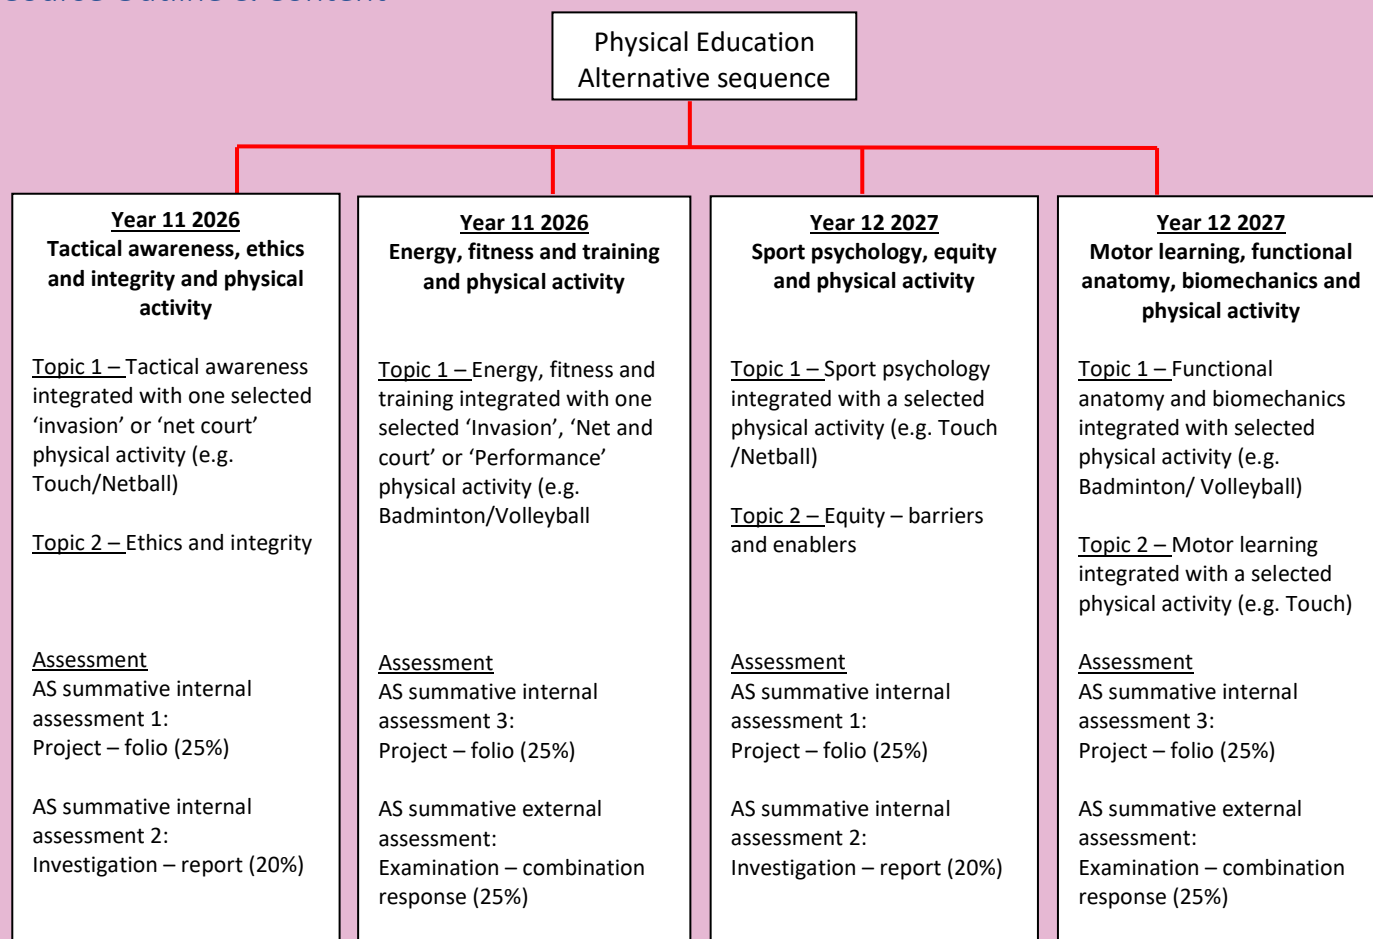 Physical Education
Alternative sequence
Year 11 2026
Tactical awareness, ethics
and integrity and physical
activity
Topic 1 – Tactical awareness
integrated with one selected
‘invasion’ or ‘net court’
physical activity (e.g.
Touch/Netball)
Topic 2 – Ethics and integrity
Assessment
AS summative internal
assessment 1:
Project – folio (25%)
AS summative internal
assessment 2:
Investigation – report (20%)
Year 11 2026
Energy, fitness and training
and physical activity
Topic 1 – Energy, fitness and
training integrated with one
selected ‘Invasion’, ‘Net and
court’ or ‘Performance’
physical activity (e.g.
Badminton/Volleyball
Assessment
AS summative internal
assessment 3:
Project – folio (25%)
AS summative external
assessment:
Examination – combination
response (25%)
Year 12 2027
Sport psychology, equity
and physical activity
Topic 1 – Sport psychology
integrated with a selected
physical activity (e.g. Touch
/Netball)
Topic 2 – Equity – barriers
and enablers
Assessment
AS summative internal
assessment 1:
Project – folio (25%)
AS summative internal
assessment 2:
Investigation – report (20%)
Year 12 2027
Motor learning, functional
anatomy, biomechanics and
physical activity
Topic 1 – Functional
anatomy and biomechanics
integrated with selected
physical activity (e.g.
Badminton/ Volleyball)
Topic 2 – Motor learning
integrated with a selected
physical activity (e.g. Touch)
Assessment
AS summative internal
assessment 3:
Project – folio (25%)
AS summative external
assessment:
Examination – combination
response (25%)